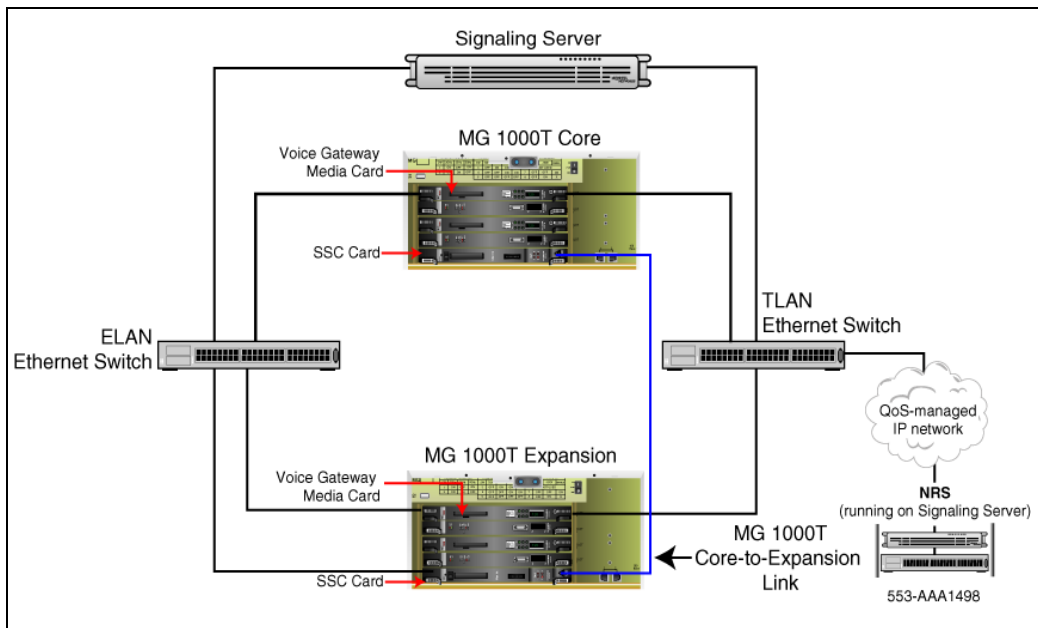 Signaling Server
MG 1000T Core
Voice Gateway
Media Card
SSC Card
ELAN
Ethernet Switch
TLAN
Ethernet Switch
QoS-managed
IP network
MG 1000T Expansion
Voice Gateway
Media Card
SSC Card
MG 1000T
Core-to-Expansion
Link
NRS
(running on Signaling Server)
553-AAA1498